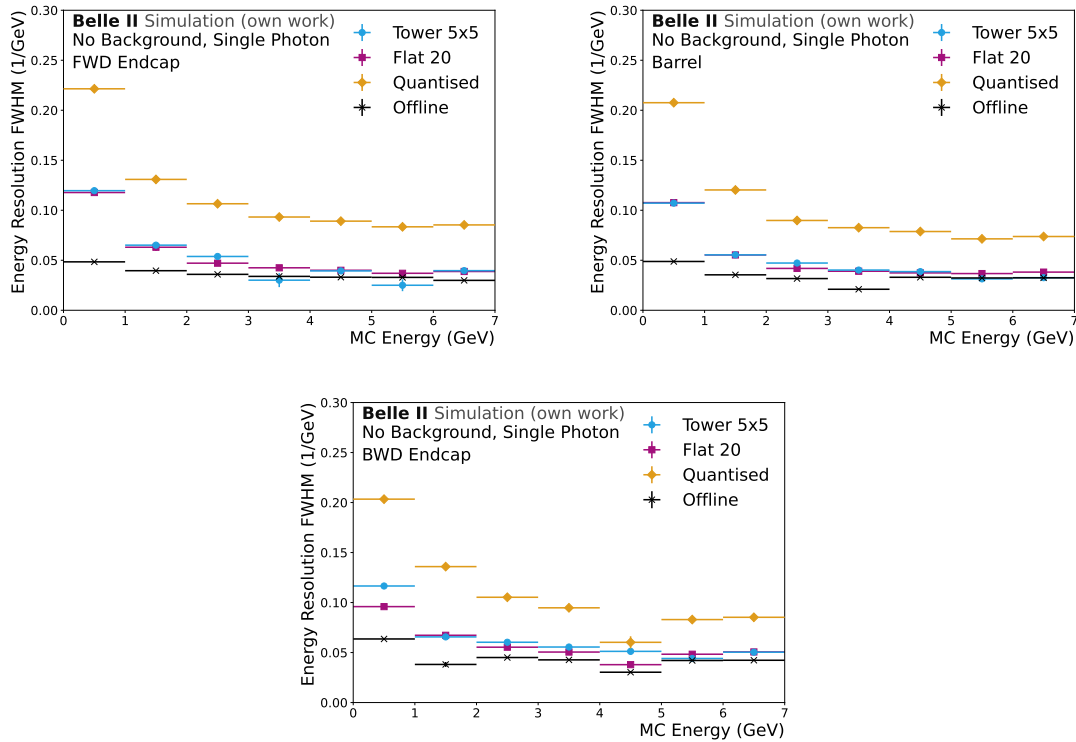 Belle II Simulation (own work)
No Background, Single Photon
FWD Endcap
Tower 5x5
Flat 20
Quantised
Offline
Energy Resolution FWHM (1/GeV)
0.30
0.25
0.20
0.15
0.10
0.05
0.00
0 1 2 3 4 5 6 7
MC Energy (GeV)
Belle II Simulation (own work)
No Background, Single Photon
Barrel
Tower 5x5
Flat 20
Quantised
Offline
Energy Resolution FWHM (1/GeV)
0.30
0.25
0.20
0.15
0.10
0.05
0.00
0 1 2 3 4 5 6 7
MC Energy (GeV)
Belle II Simulation (own work)
No Background, Single Photon
BWD Endcap
Tower 5x5
Flat 20
Quantised
Offline
Energy Resolution FWHM (1/GeV)
0.30
0.25
0.20
0.15
0.10
0.05
0.00
0 1 2 3 4 5 6 7
MC Energy (GeV)